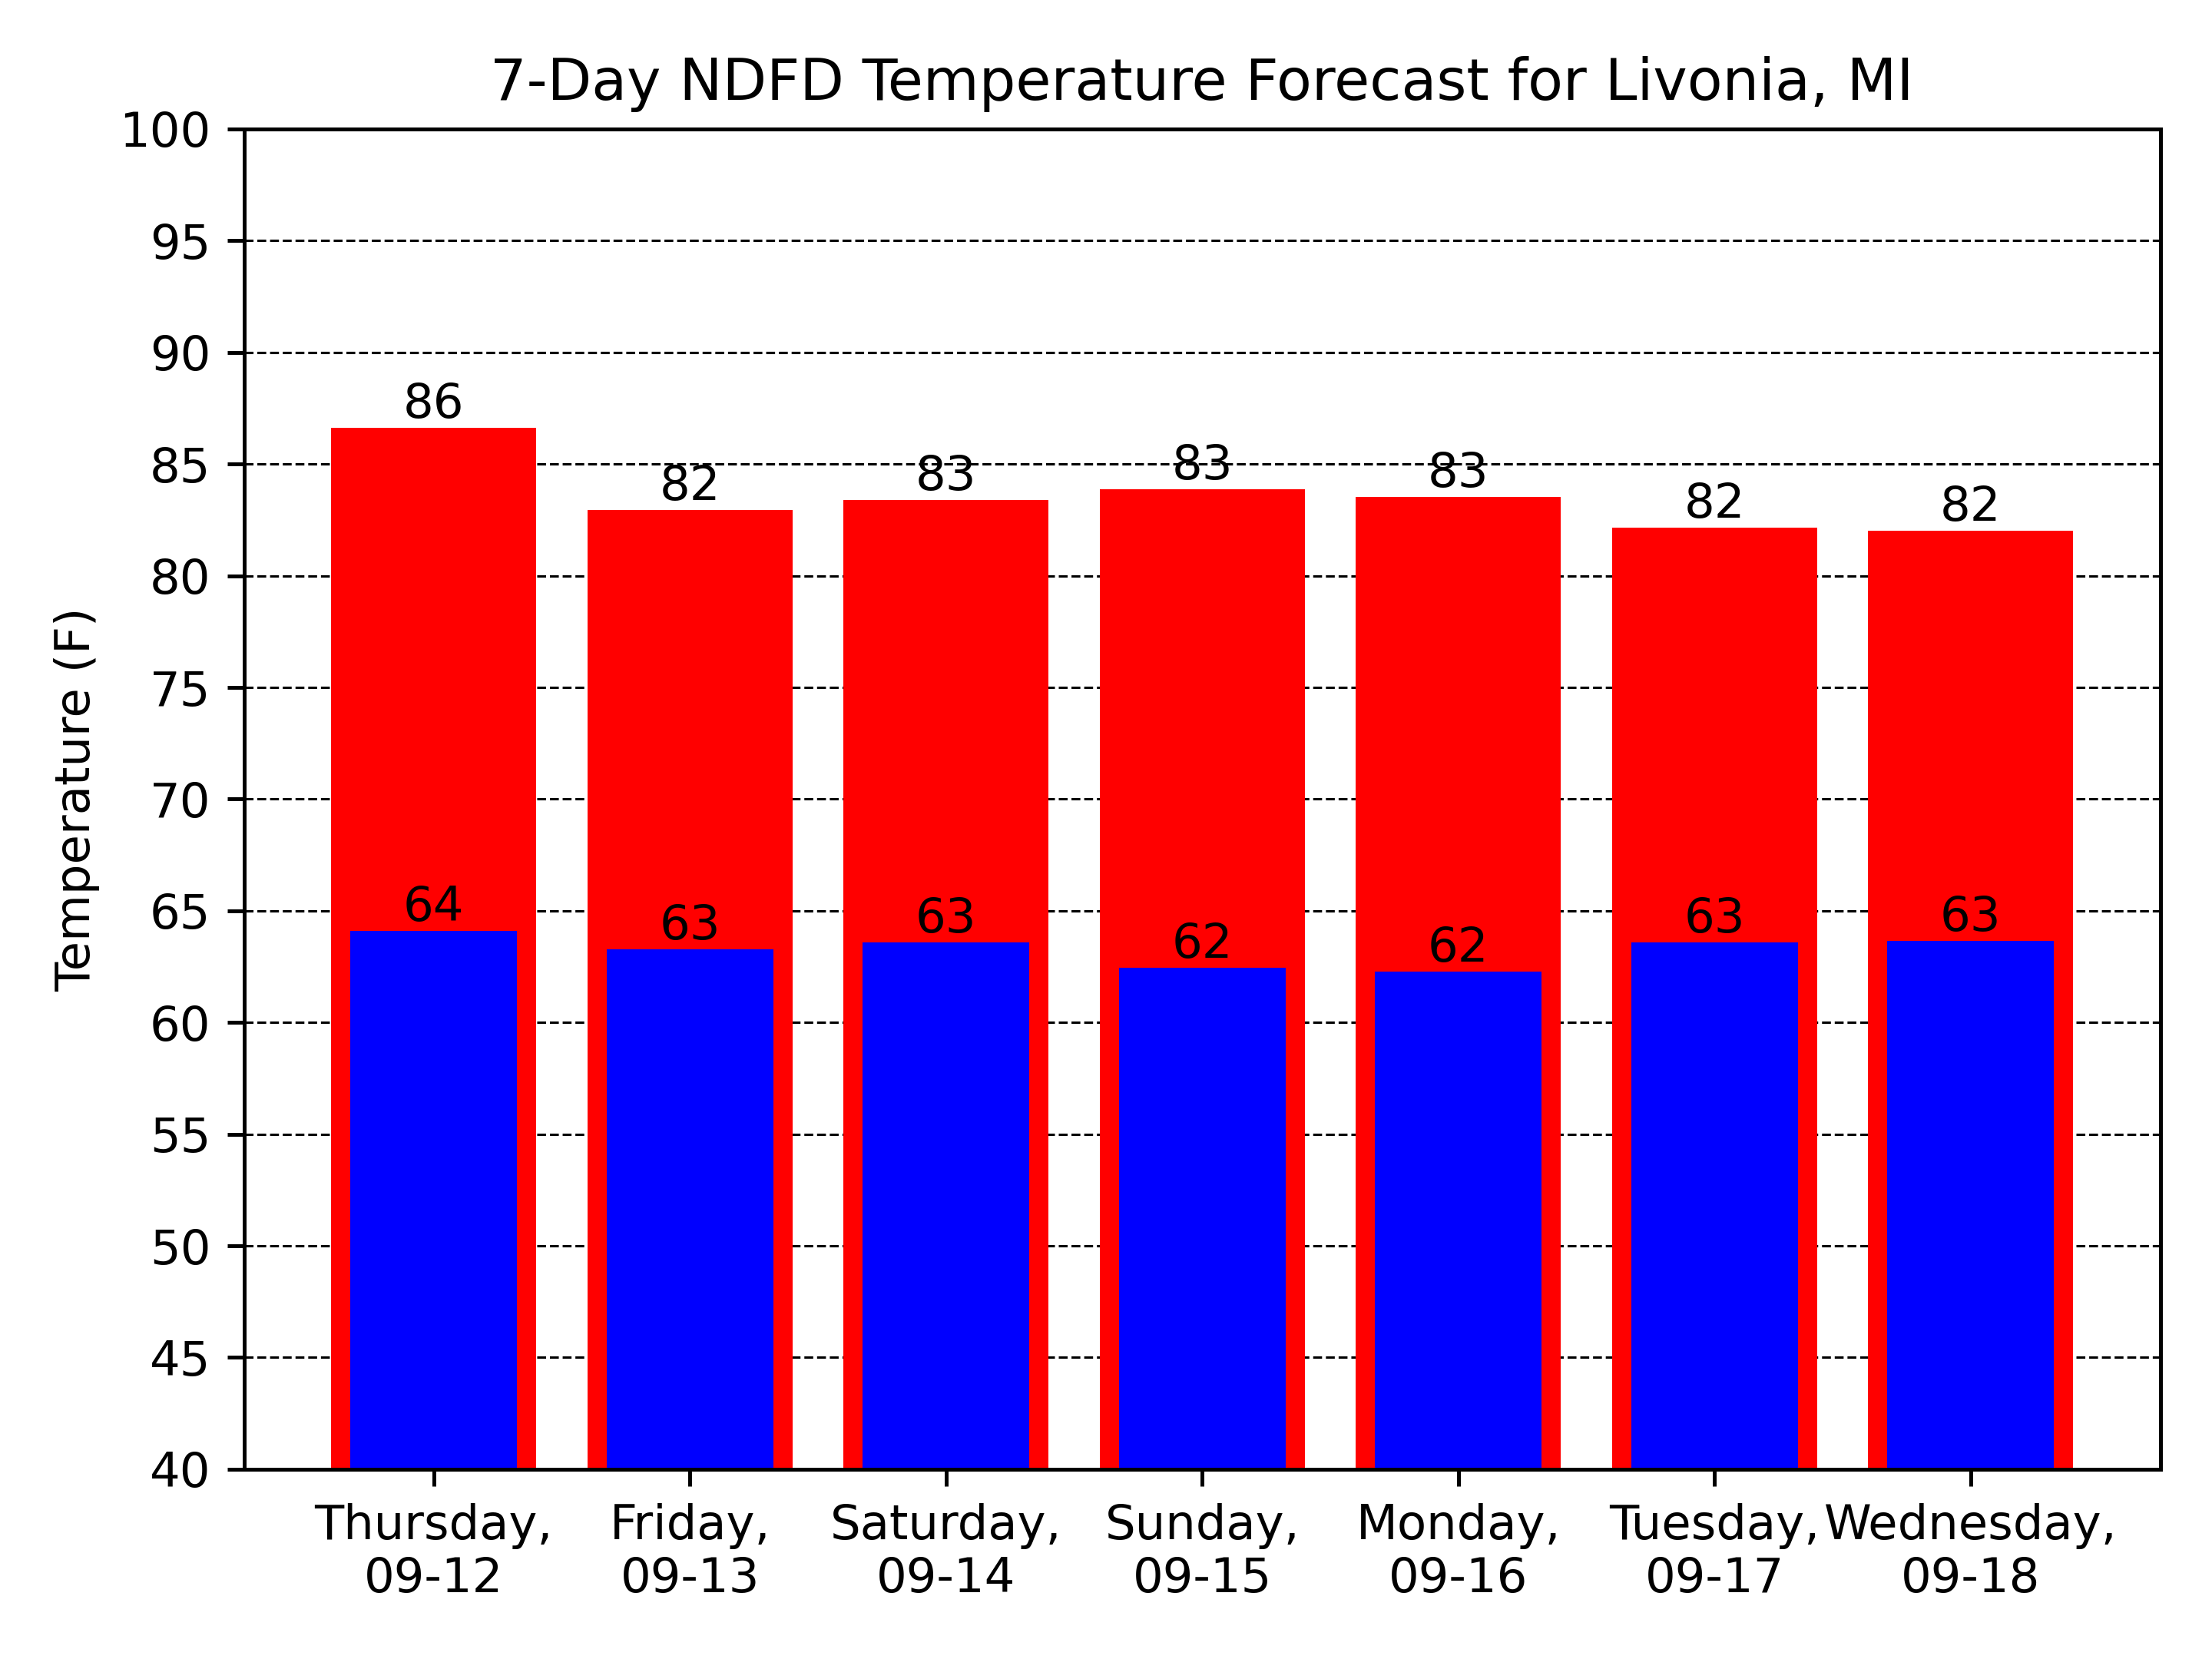 7-Day NDFD Temperature Forecast for Livonia, MI
100
95
90
85
80
75
70
65
60
55
50
45
40
Temperature (F)
86 82 83 83 83 82 82
64 63 63 62 62 63 63
Thursday, Friday, Saturday, Sunday, Monday, Tuesday, Wednesday,
09-12 09-13 09-14 09-15 09-16 09-17 09-18